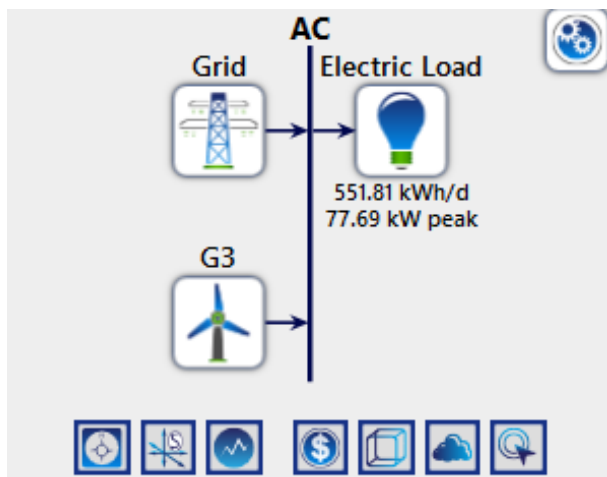 AC
Grid
Electric Load
551.81 kWh/d
77.69 kW peak
G3
S
$